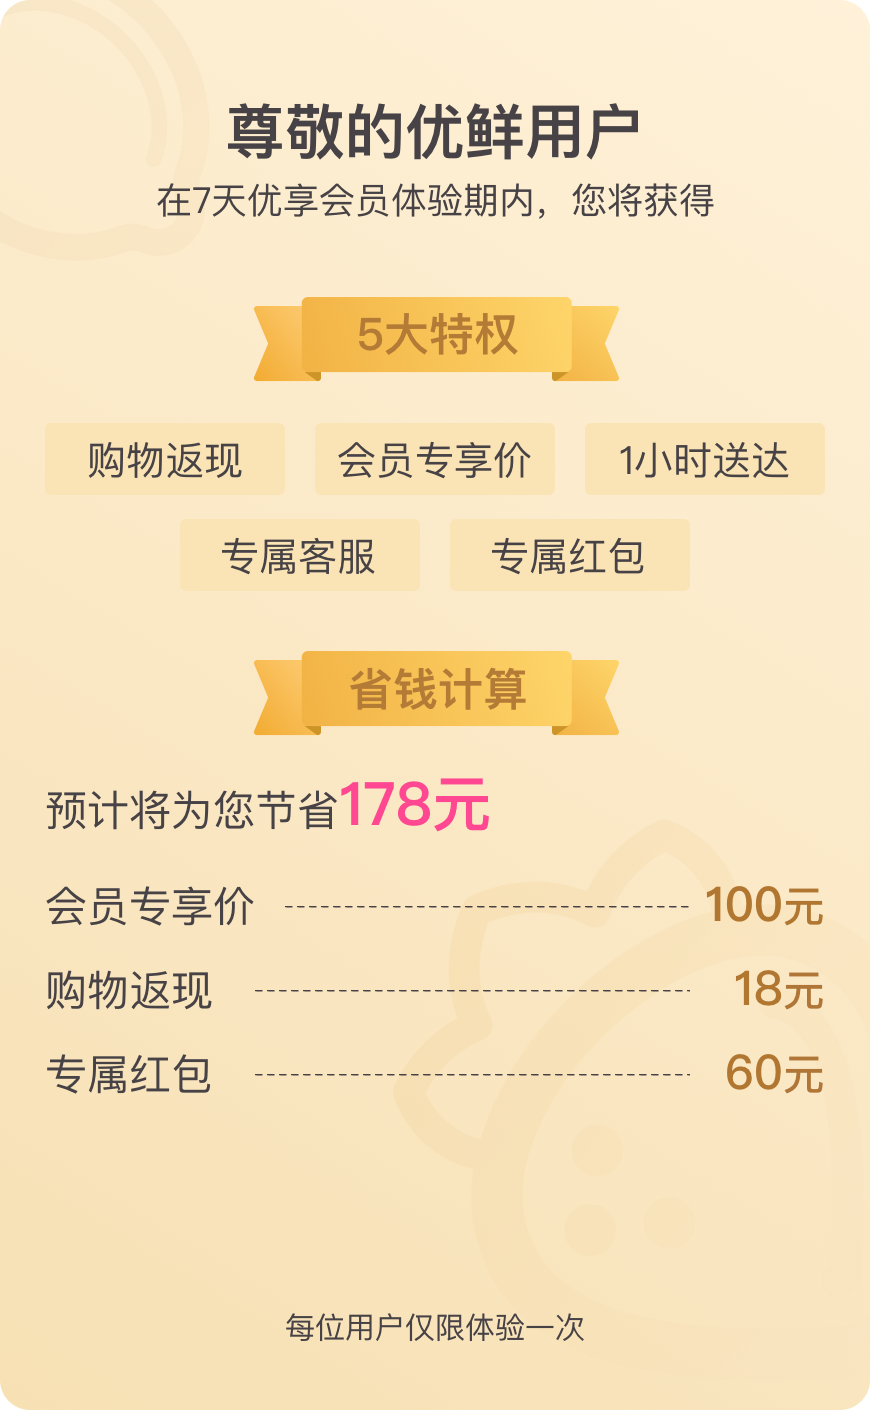 尊敬的优鲜用户
在7天优享会员体验期内，您将获得
5大特权
购物返现 会员专享价 1小时送达
专属客服 专属红包
省钱计算
预计将为您节省178元
会员专享价 100元
购物返现 18元
专属红包 60元
每位用户仅限体验一次